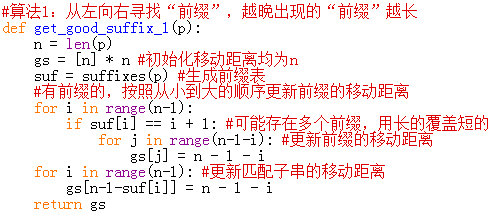 #算法1：从左向右寻找“前缀”，越晚出现的“前缀”越长
def get_good_suffix_1(p):
    n = len(p)
    gs = [n] * n #初始化移动距离均为n
    suf = suffixes(p) #生成前缀表
    #有前缀的，按照从小到大的顺序更新前缀的移动距离
    for i in range(n-1):
        if suf[i] == i + 1: #可能存在多个前缀，用长的覆盖短的
            for j in range(n-1-i): #更新前缀的移动距离
                gs[j] = n - 1 - i
    for i in range(n-1): #更新匹配子串的移动距离
        gs[n-1-suf[i]] = n - 1 - i
    return gs